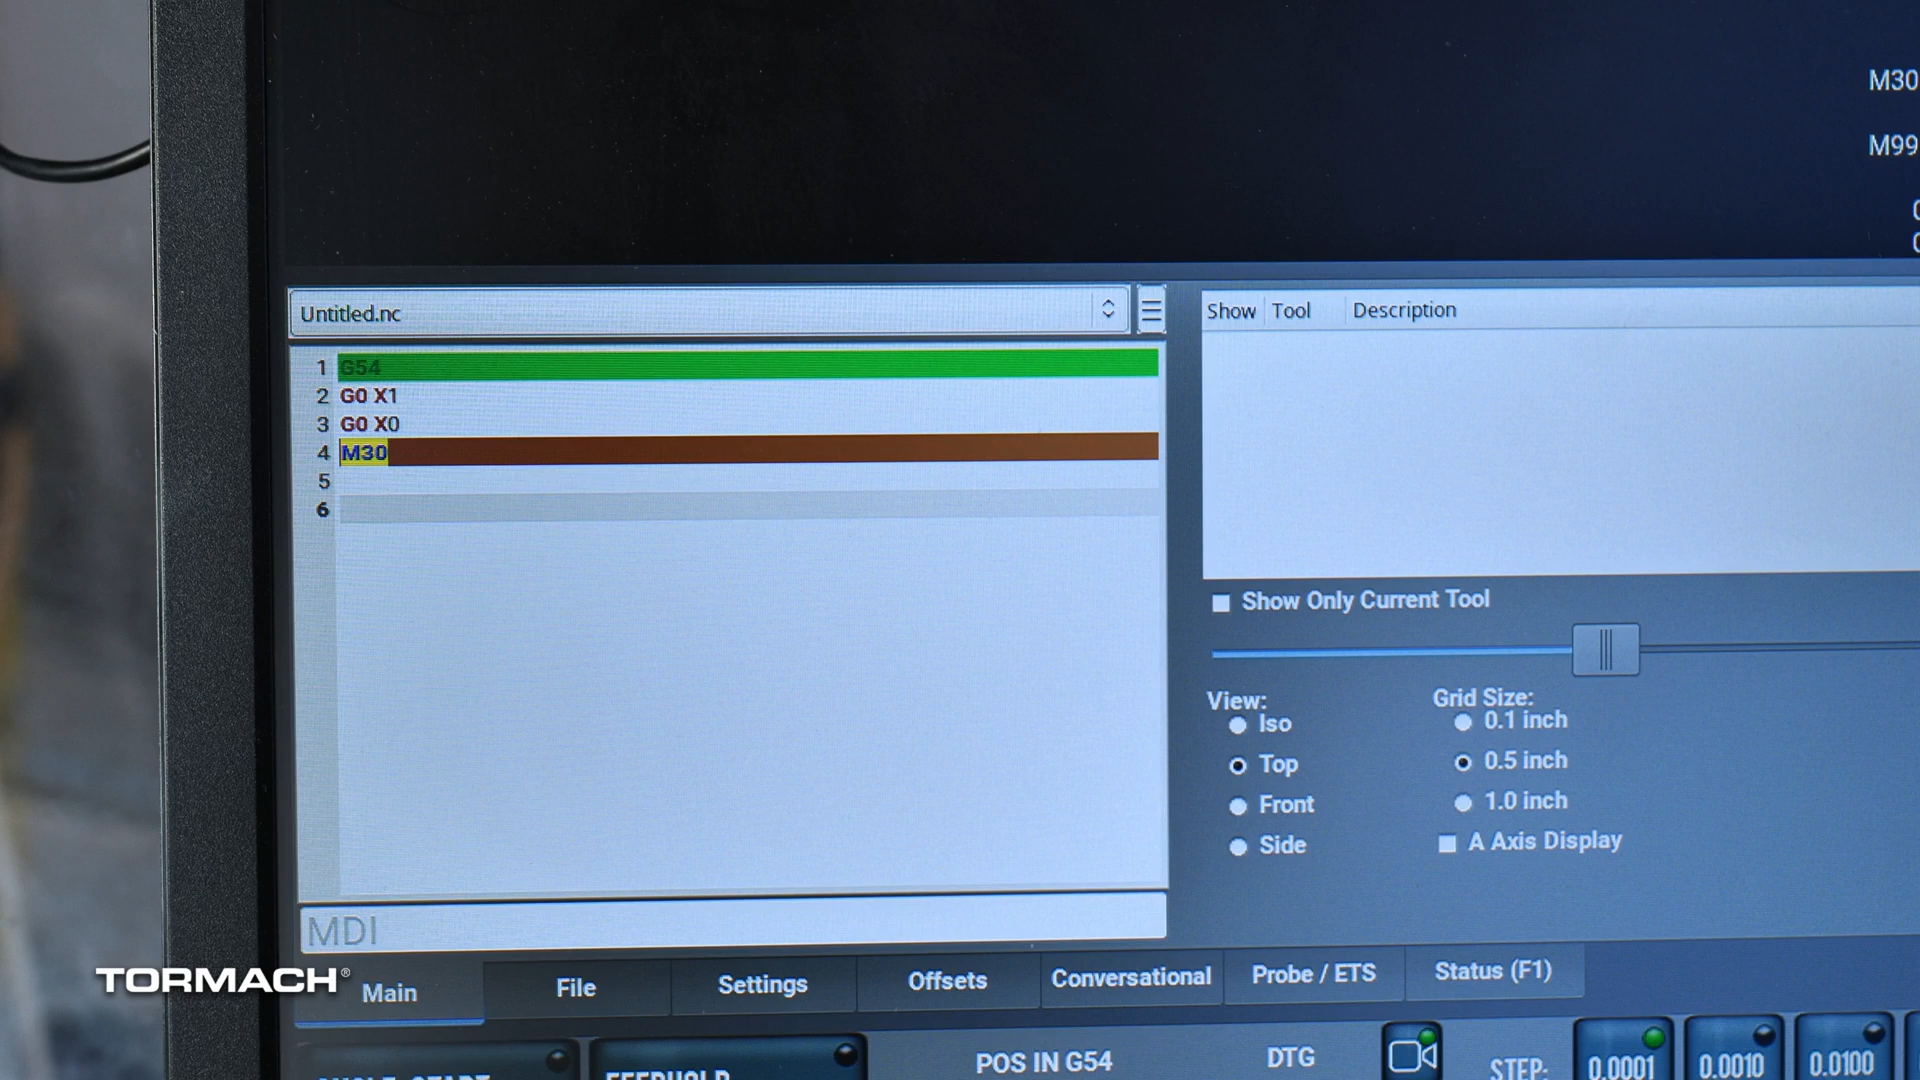 M30
M99
Untitled.nc
1 G54
2 G0 X1
3 G0 X0
4 M30
5
6
MDI
Show Tool Description
Show Only Current Tool
View:
Iso
Top
Front
Side
Grid Size:
0.1 inch
0.5 inch
1.0 inch
A Axis Display
TORMACH®
Main File Settings Offsets Conversational Probe / ETS Status (F1)
FEEDHOLD
POS IN G54 DTG
STEP: 0.0001 0.0010 0.0100